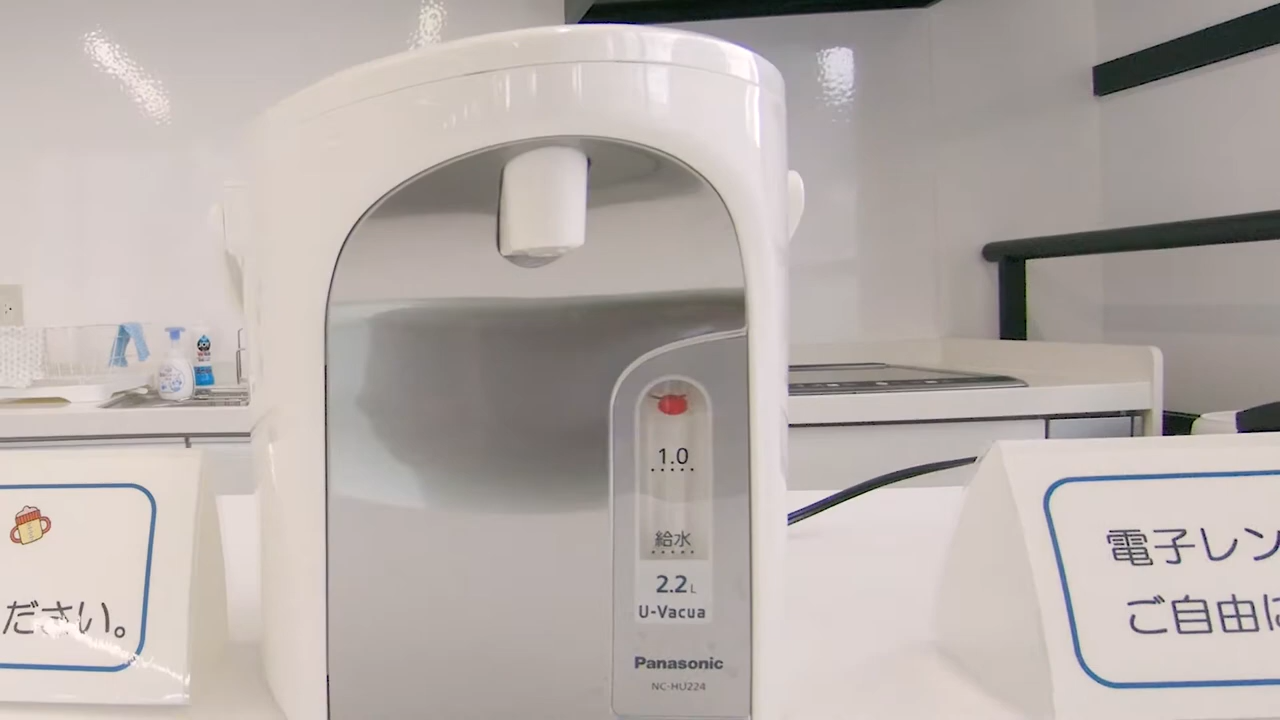 ださい。
1.0
給水
2.2L
U-Vacua
Panasonic
NC-HU224
電子レン
ご自由に